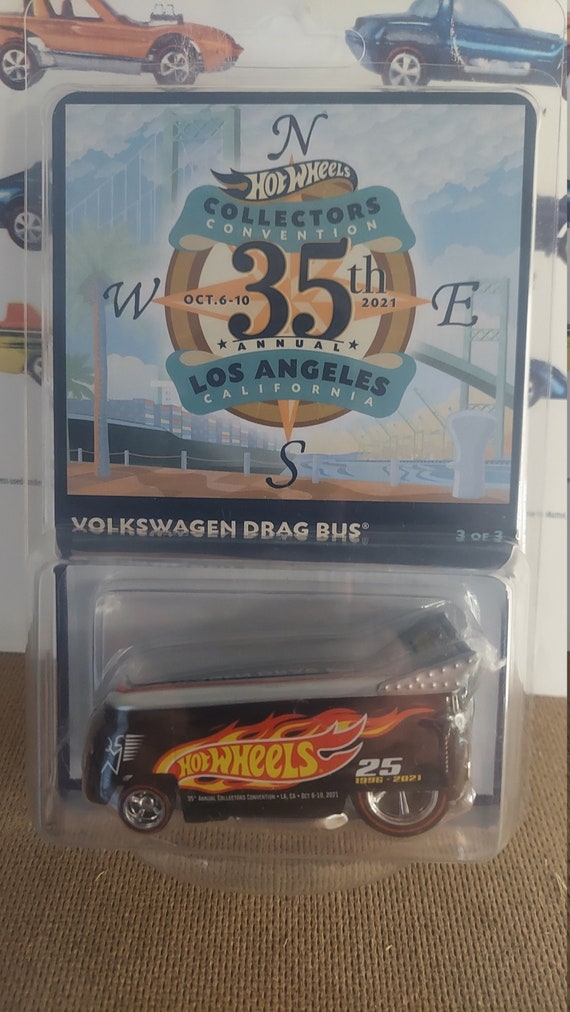 N
HOT WHEELS
COLLECTORS
CONVENTION
W
OCT.6-10
35th
2021
E
★ ANNUAL ★
LOS ANGELES
CALIFORNIA
S
VOLKSWAGEN DRAG BUS®
3 OF 3
25
HOT WHEELS
25
1996 - 2021
35th ANNUAL COLLECTORS CONVENTION • LA, CA • OCT 6-10, 2021